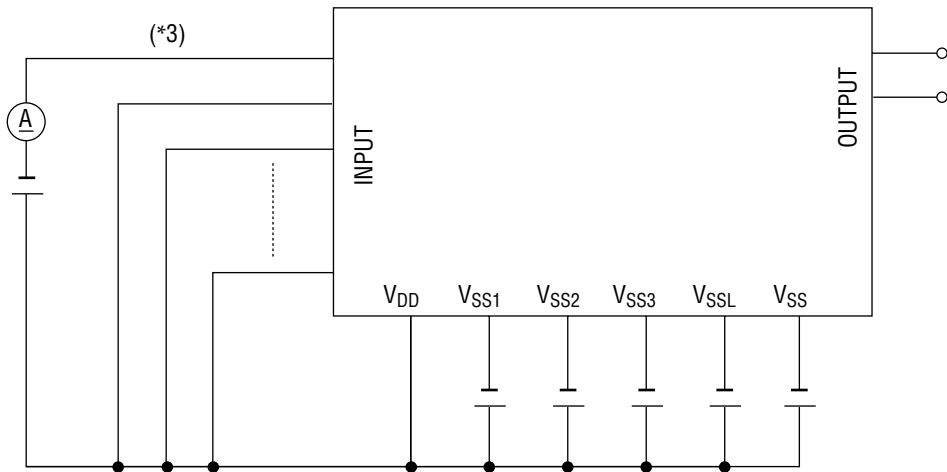 (*3)
A
INPUT
OUTPUT
VDD VSS1 VSS2 VSS3 VSSL VSS